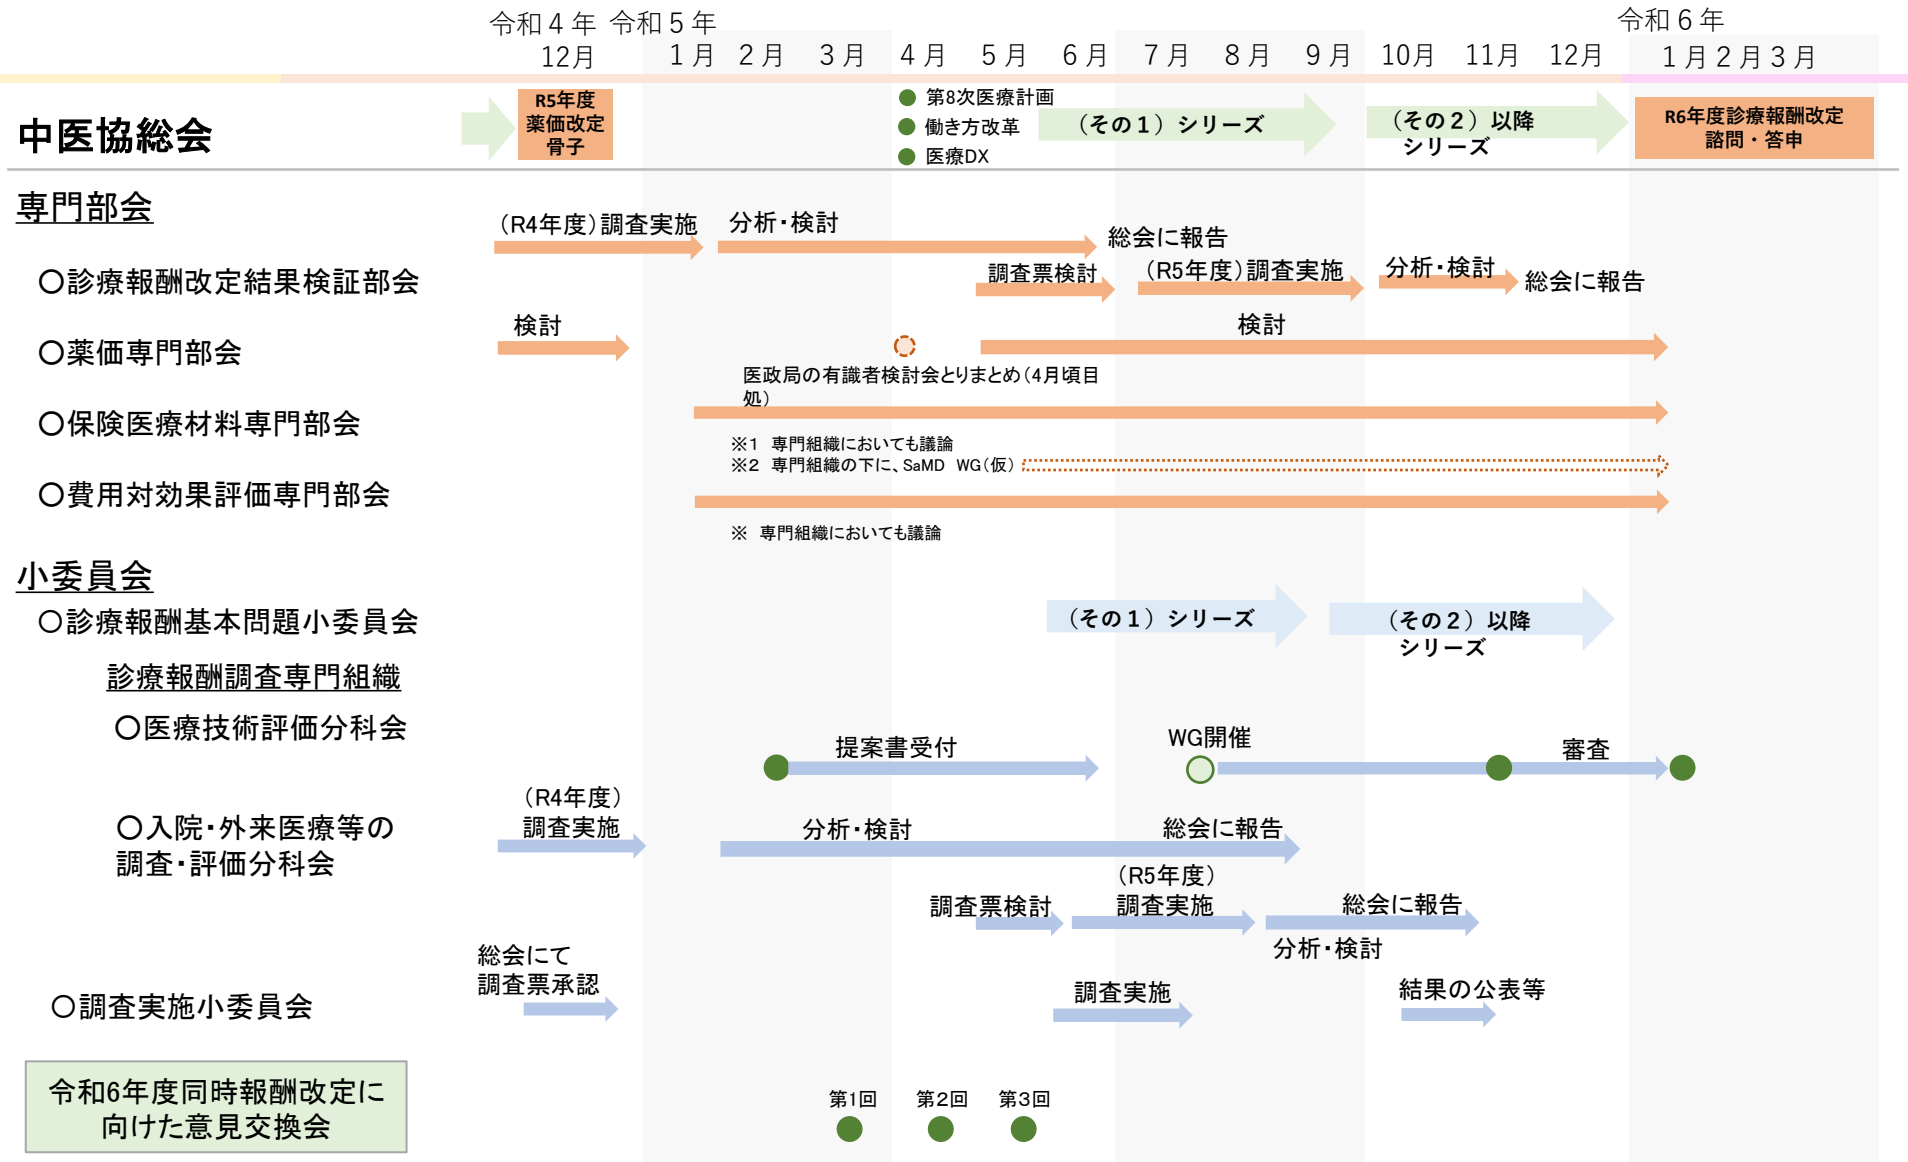 令和４年 令和５年 令和６年
12月 １月 ２月 ３月 ４月 ５月 ６月 ７月 ８月 ９月 10月 11月 12月 １月 ２月 ３月
中医協総会
R5年度
薬価改定
骨子
第8次医療計画
働き方改革
医療DX
（その１）シリーズ
（その２）以降
シリーズ
R6年度診療報酬改定
諮問・答申
専門部会
（R4年度）調査実施
分析・検討
総会に報告
〇診療報酬改定結果検証部会
調査票検討
（R5年度）調査実施
分析・検討
総会に報告
検討
検討
〇薬価専門部会
医政局の有識者検討会とりまとめ（4月頃目
処）
〇保険医療材料専門部会
※１ 専門組織においても議論
※２ 専門組織の下に、SaMD WG（仮）
〇費用対効果評価専門部会
※ 専門組織においても議論
小委員会
〇診療報酬基本問題小委員会
（その１）シリーズ
（その２）以降
シリーズ
診療報酬調査専門組織
〇医療技術評価分科会
提案書受付
WG開催
審査
（R4年度）
調査実施
〇入院・外来医療等の
調査・評価分科会
分析・検討
総会に報告
（R5年度）
調査票検討
調査実施
総会に報告
分析・検討
総会にて
調査票承認
〇調査実施小委員会
調査実施
結果の公表等
令和6年度同時報酬改定に
向けた意見交換会
第1回 第２回 第３回